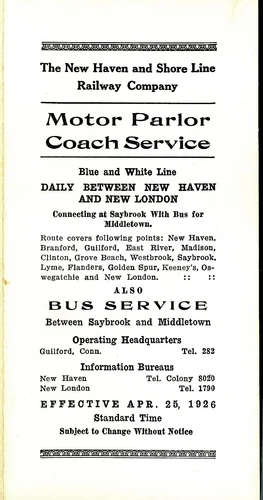 The New Haven and Shore Line
Railway Company
Motor Parlor
Coach Service
Blue and White Line
DAILY BETWEEN NEW HAVEN
AND NEW LONDON
Connecting at Saybrook With Bus for
Middletown.
Route covers following points: New Haven,
Branford, Guilford, East River, Madison,
Clinton, Grove Beach, Westbrook, Saybrook,
Lyme, Flanders, Golden Spur, Keeney's, Os-
wegatchie and New London. :: ::
ALSO
BUS SERVICE
Between Saybrook and Middletown
Operating Headquarters
Guilford, Conn. Tel. 282
Information Bureaus
New Haven Tel. Colony 8020
New London Tel. 1790
EFFECTIVE APR. 25, 1926
Standard Time
Subject to Change Without Notice